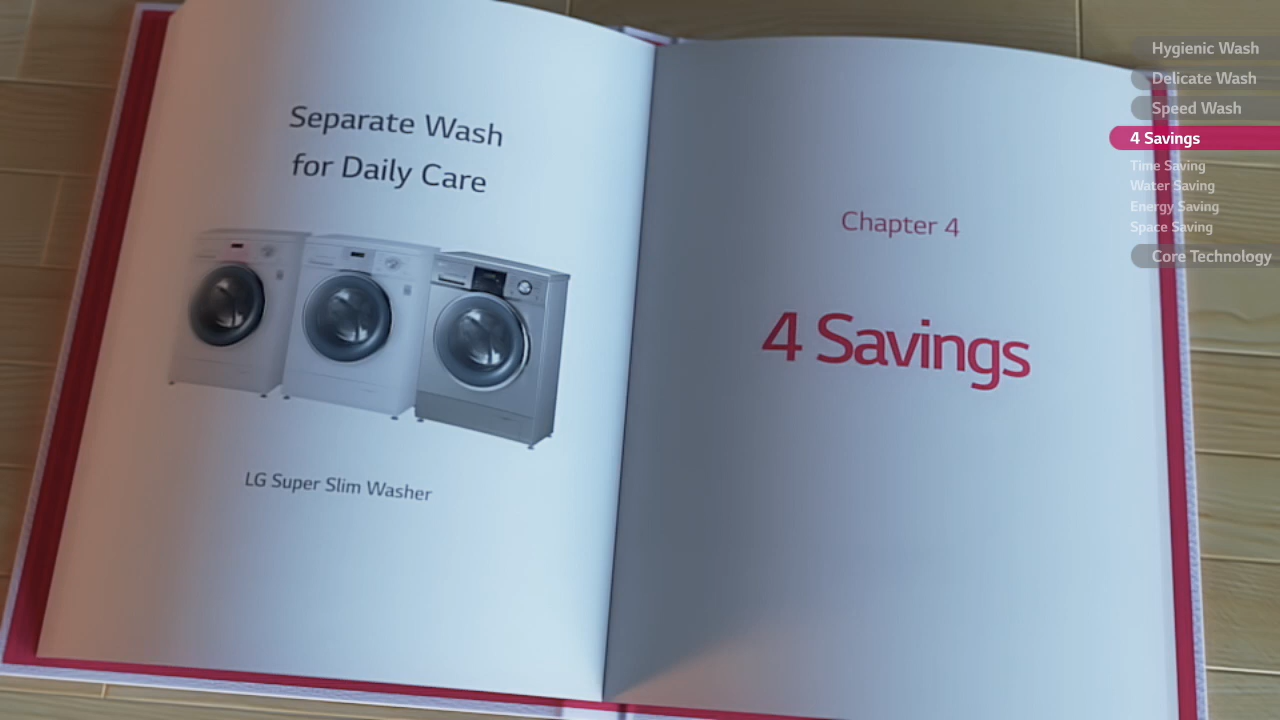 Separate Wash
for Daily Care
LG Super Slim Washer
Chapter 4
4 Savings
Hygienic Wash
Delicate Wash
Speed Wash
4 Savings
Time Saving
Water Saving
Energy Saving
Space Saving
Core Technology